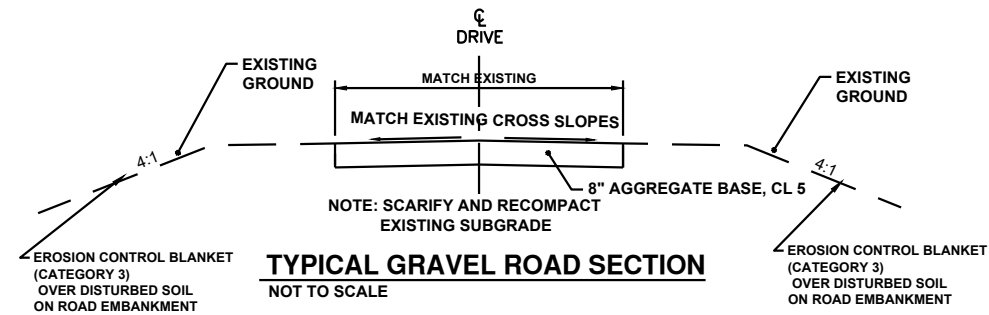 ℄
DRIVE
EXISTING
GROUND
MATCH EXISTING
EXISTING
GROUND
MATCH EXISTING CROSS SLOPES
4:1
4:1
8" AGGREGATE BASE, CL 5
NOTE: SCARIFY AND RECOMPACT
EXISTING SUBGRADE
EROSION CONTROL BLANKET
(CATEGORY 3)
OVER DISTURBED SOIL
ON ROAD EMBANKMENT
TYPICAL GRAVEL ROAD SECTION
NOT TO SCALE
EROSION CONTROL BLANKET
(CATEGORY 3)
OVER DISTURBED SOIL
ON ROAD EMBANKMENT